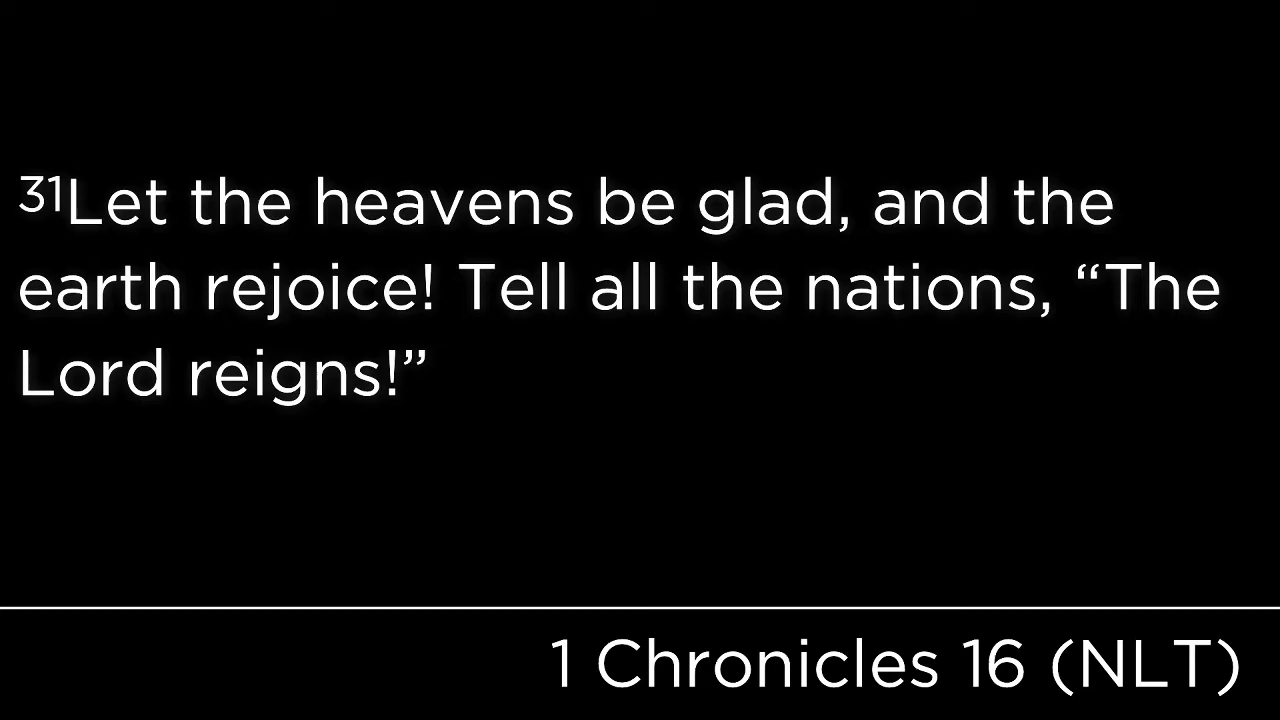 ³¹Let the heavens be glad, and the
earth rejoice! Tell all the nations, “The
Lord reigns!”
1 Chronicles 16 (NLT)